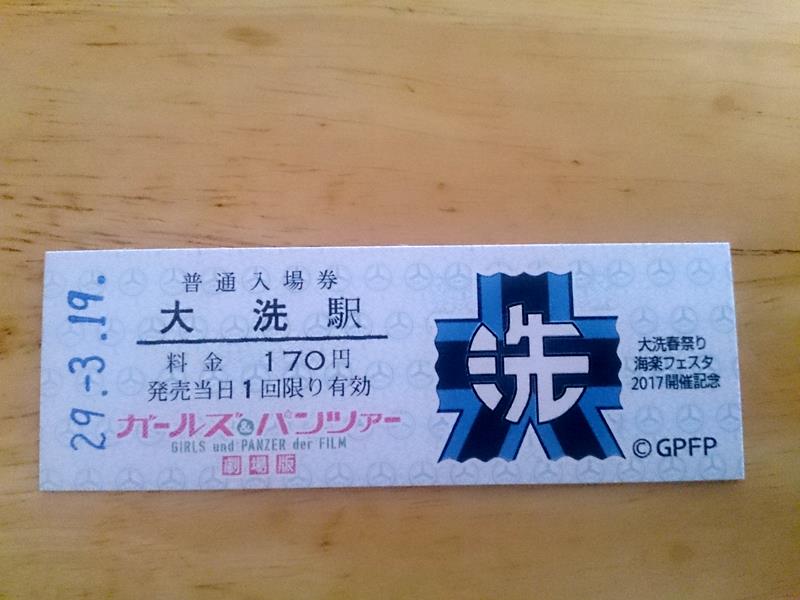 29.-3.19.
普通入場券
大洗駅
料金 170円
発売当日1回限り有効
ガールズ&パンツァー
GIRLS und PANZER der FILM
劇場版
洗
大洗春祭り
海楽フェスタ
2017開催記念
©GPFP